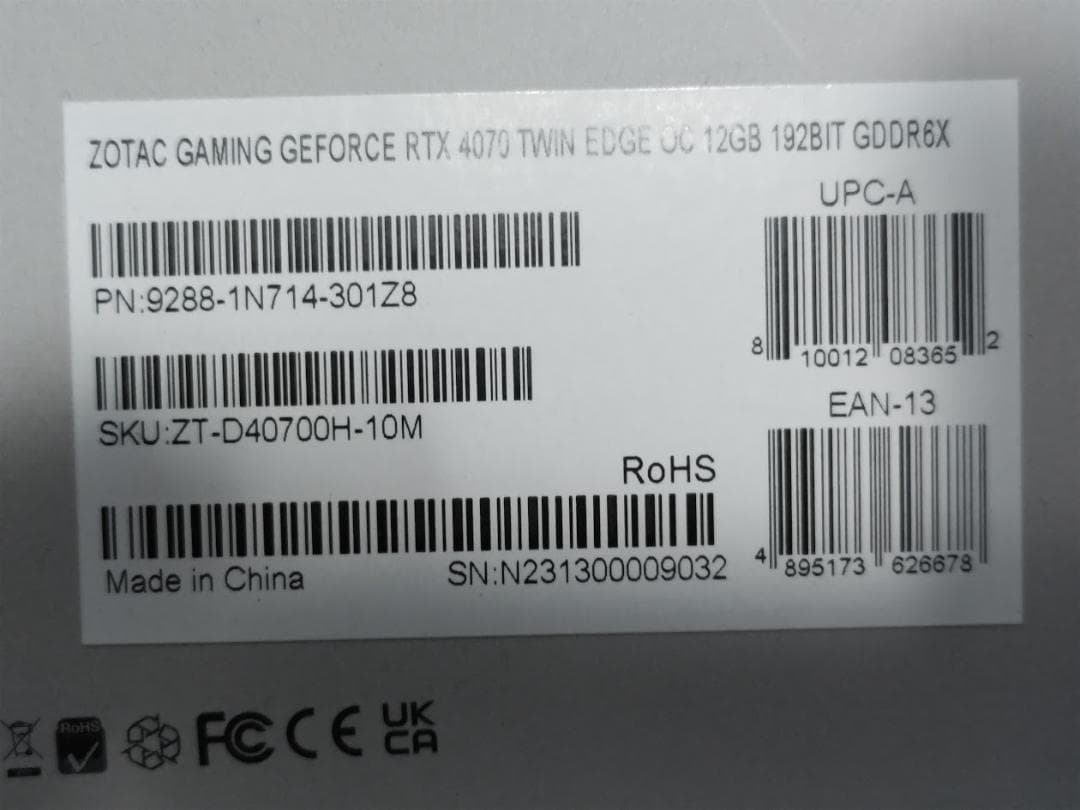 ZOTAC GAMING GEFORCE RTX 4070 TWIN EDGE OC 12GB 192BIT GDDR6X
UPC-A
PN:9288-1N714-301Z8
8 10012 08365 2
EAN-13
SKU:ZT-D40700H-10M
RoHS
4 895173 626678
Made in China SN:N231300009032
RoHS FC CE UK
CA